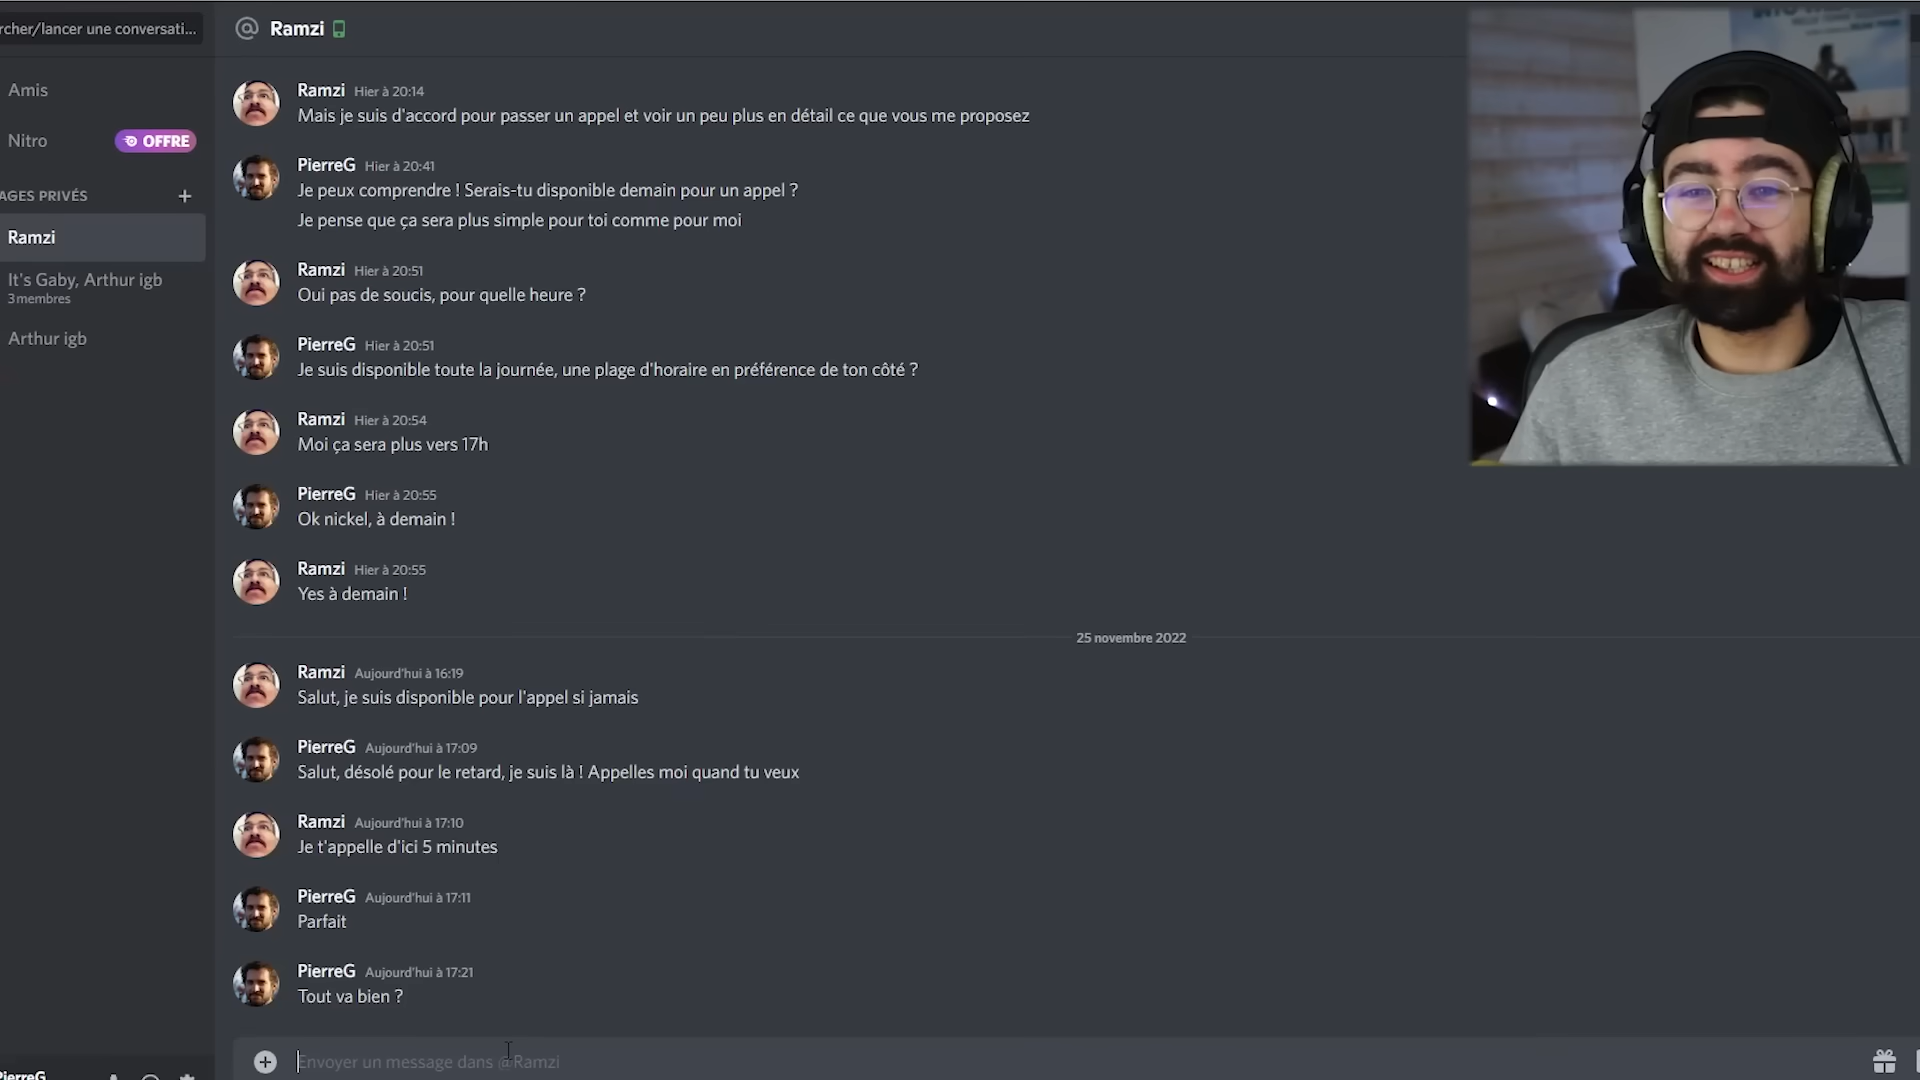 rcher/lancer une conversati...
Amis
Nitro
OFFRE
AGES PRIVÉS
Ramzi
It's Gaby, Arthur igb
3 membres
Arthur igb
PierreG
Ramzi
Ramzi Hier à 20:14
Mais je suis d'accord pour passer un appel et voir un peu plus en détail ce que vous me proposez
PierreG Hier à 20:41
Je peux comprendre ! Serais-tu disponible demain pour un appel ?
Je pense que ça sera plus simple pour toi comme pour moi
Ramzi Hier à 20:51
Oui pas de soucis, pour quelle heure ?
PierreG Hier à 20:51
Je suis disponible toute la journée, une plage d'horaire en préférence de ton côté ?
Ramzi Hier à 20:54
Moi ça sera plus vers 17h
PierreG Hier à 20:55
Ok nickel, à demain !
Ramzi Hier à 20:55
Yes à demain !
25 novembre 2022
Ramzi Aujourd'hui à 16:19
Salut, je suis disponible pour l'appel si jamais
PierreG Aujourd'hui à 17:09
Salut, désolé pour le retard, je suis là ! Appelles moi quand tu veux
Ramzi Aujourd'hui à 17:10
Je t'appelle d'ici 5 minutes
PierreG Aujourd'hui à 17:11
Parfait
PierreG Aujourd'hui à 17:21
Tout va bien ?
Envoyer un message dans @Ramzi